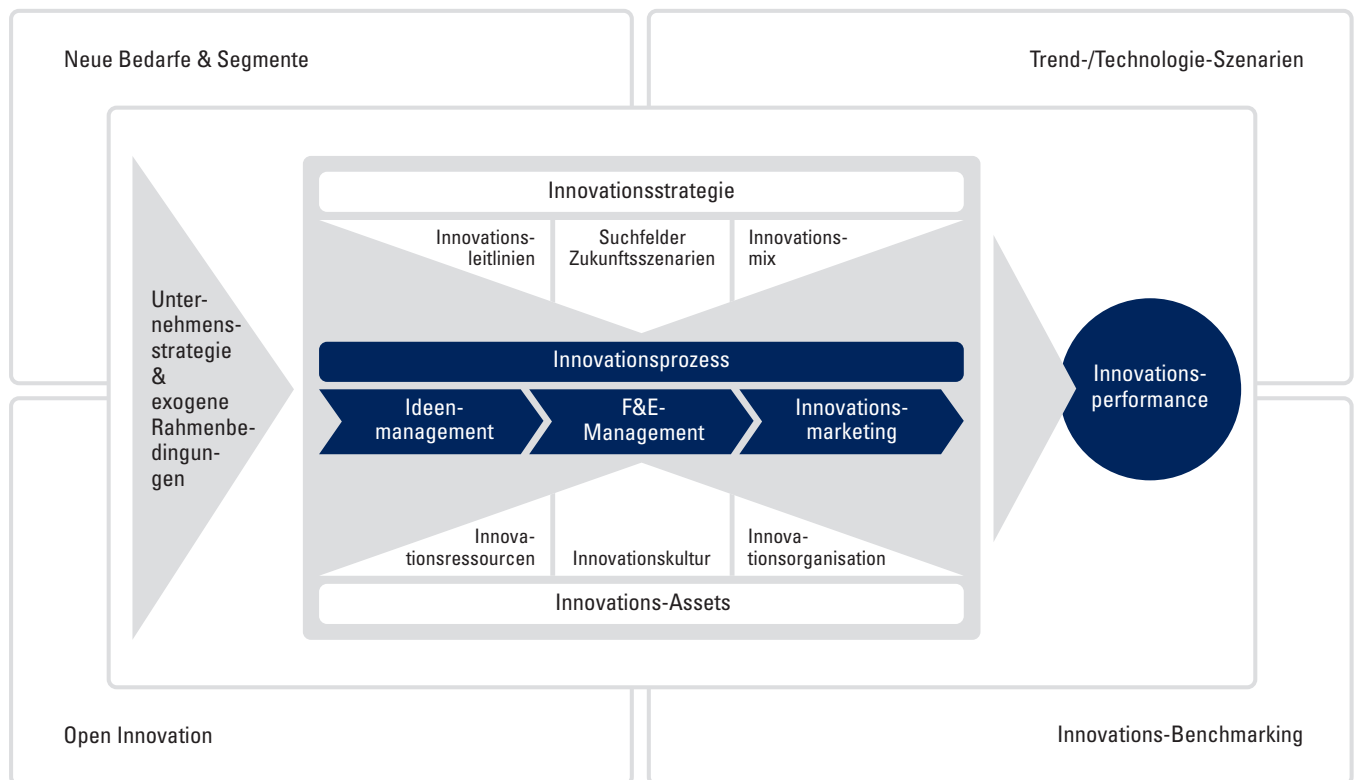 Neue Bedarfe & Segmente
Trend-/Technologie-Szenarien
Unter-
nehmens-
strategie
&
exogene
Rahmenbe-
dingun-
gen
Innovationsstrategie
Innovations-
leitlinien
Suchfelder
Zukunftsszenarien
Innovations-
mix
Innovationsprozess
Ideen-
management
F&E-
Management
Innovations-
marketing
Innova-
tionsressourcen
Innovationskultur
Innova-
tionsorganisation
Innovations-Assets
Innovations-
performance
Open Innovation
Innovations-Benchmarking